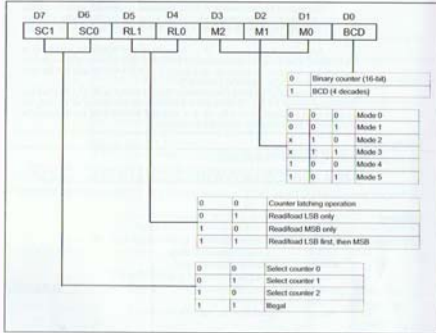 D7 D6 D5 D4 D3 D2 D1 D0
SC1 SC0 RL1 RL0 M2 M1 M0 BCD
0 Binary counter (16-bit)
1 BCD (4 decades)
0 0 0 Mode 0
0 0 1 Mode 1
x 1 0 Mode 2
x 1 1 Mode 3
1 0 0 Mode 4
1 0 1 Mode 5
0 0 Counter latching operation
0 1 Read/load LSB only
1 0 Read/load MSB only
1 1 Read/load LSB first, then MSB
0 0 Select counter 0
0 1 Select counter 1
1 0 Select counter 2
1 1 Illegal